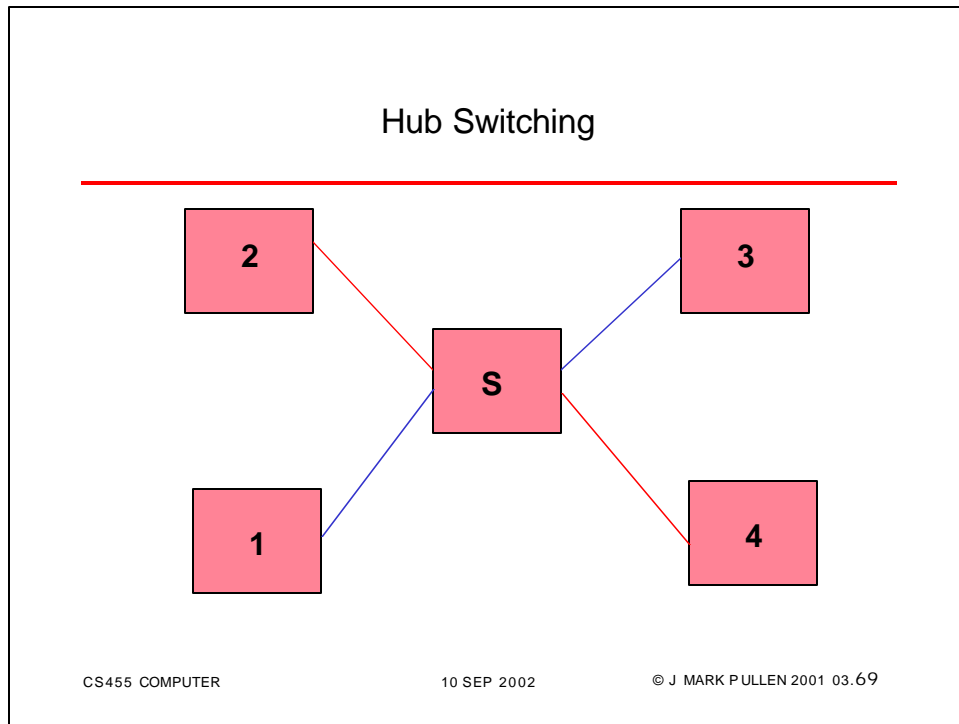 Hub Switching
2
3
S
1
4
CS455 COMPUTER 10 SEP 2002 © J MARK PULLEN 2001 03.69